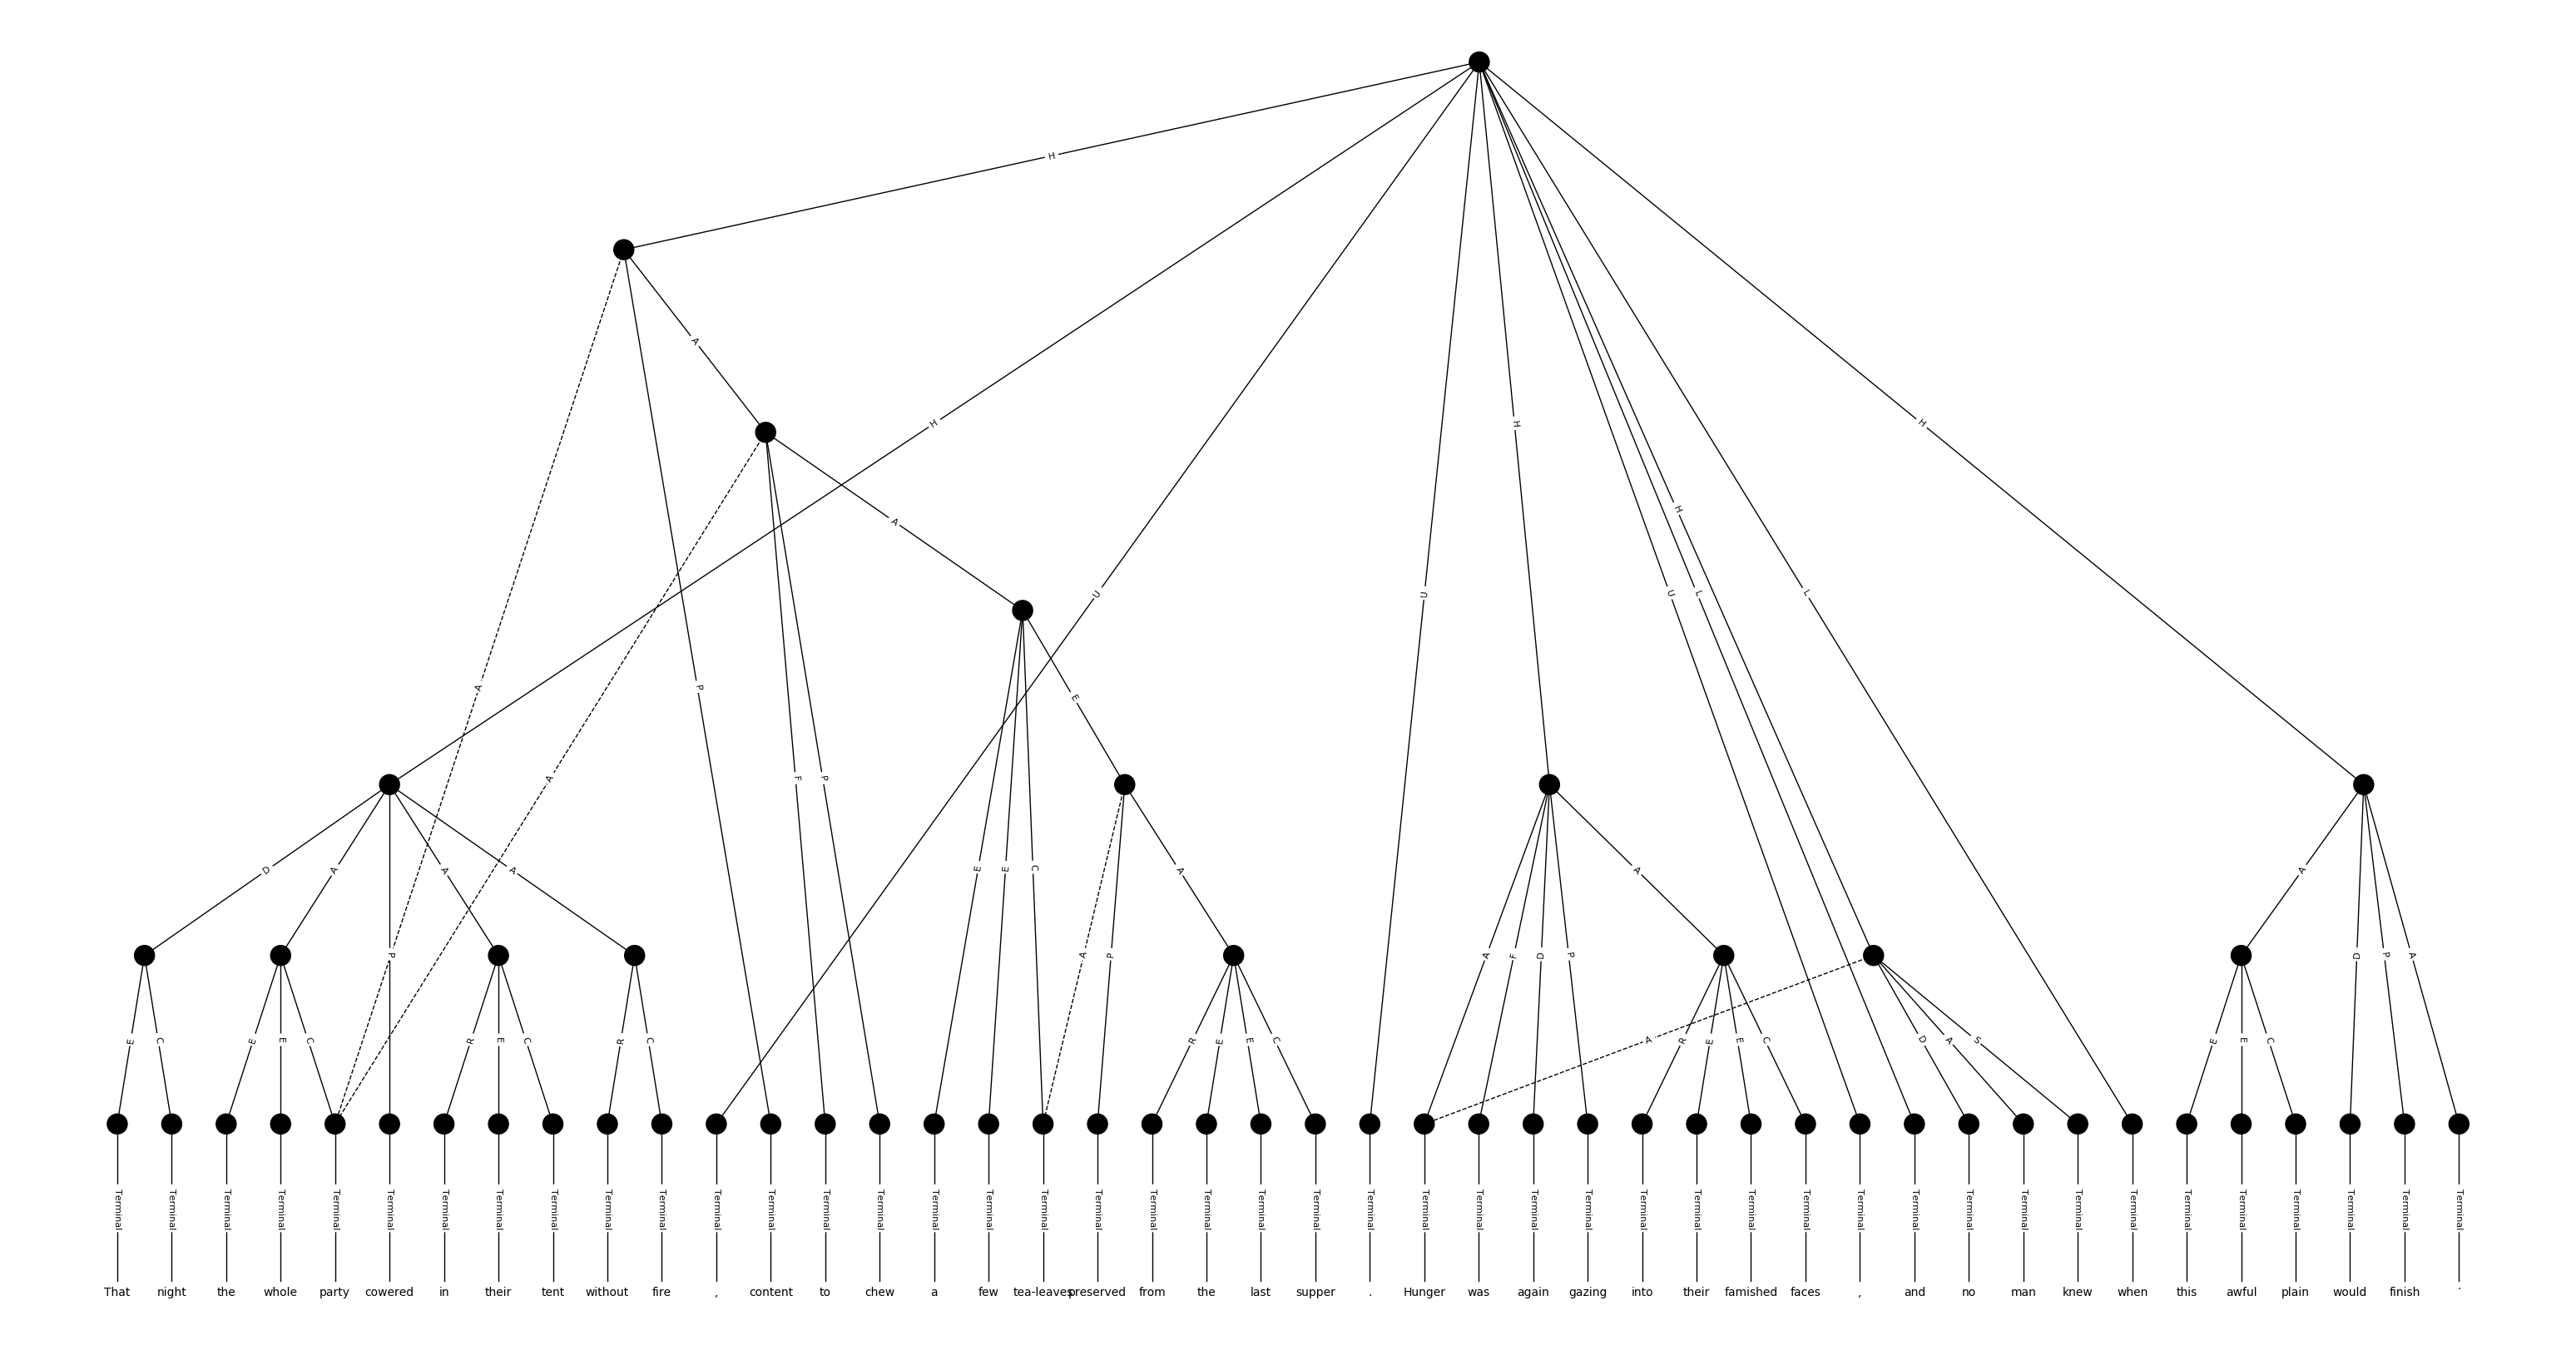 H
A
H
A
A
H
H
H
U
U
U
L
L
E
A
P
A
F
P
D
A
A
A
E
E
C
A
A
A
P
A
P
A
F
D
P
D
P
A
E
C
E
E
C
R
E
C
R
C
R
E
E
C
A
R
E
E
C
D
A
S
E
E
C
Terminal Terminal Terminal Terminal Terminal Terminal Terminal Terminal Terminal Terminal Terminal Terminal Terminal Terminal Terminal Terminal Terminal Terminal Terminal Terminal Terminal Terminal Terminal Terminal Terminal Terminal Terminal Terminal Terminal Terminal Terminal Terminal Terminal Terminal Terminal Terminal Terminal Terminal Terminal Terminal Terminal Terminal Terminal Terminal
That night the whole party cowered in their tent without fire , content to chew a few tea-leaves preserved from the last supper . Hunger was again gazing into their famished faces , and no man knew when this awful plain would finish .